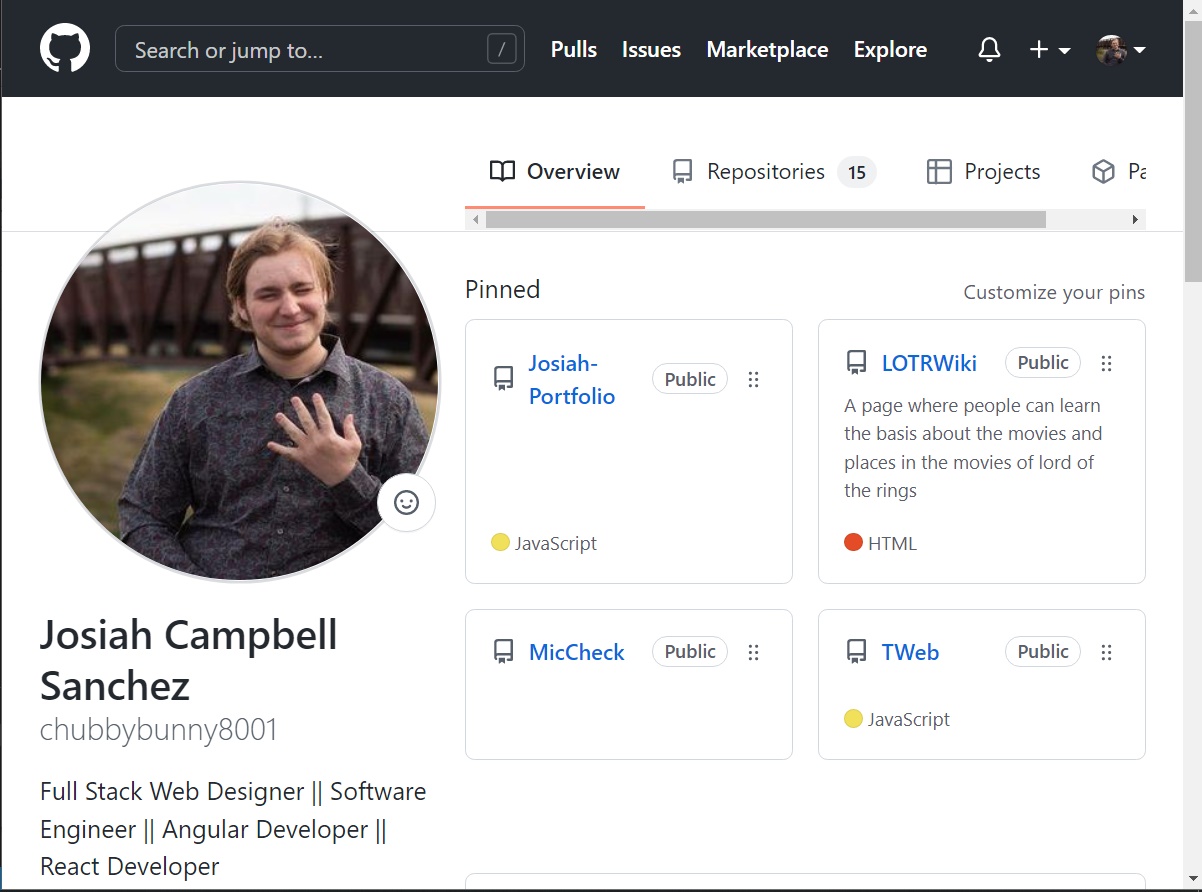 Search or jump to...
/
Pulls
Issues
Marketplace
Explore
Overview
Repositories 15
Projects
Pa
Pinned
Customize your pins
Josiah-
Portfolio
Public
JavaScript
LOTRWiki
Public
A page where people can learn
the basis about the movies and
places in the movies of lord of
the rings
HTML
MicCheck
Public
TWeb
Public
JavaScript
Josiah Campbell
Sanchez
chubbybunny8001
Full Stack Web Designer || Software
Engineer || Angular Developer ||
React Developer